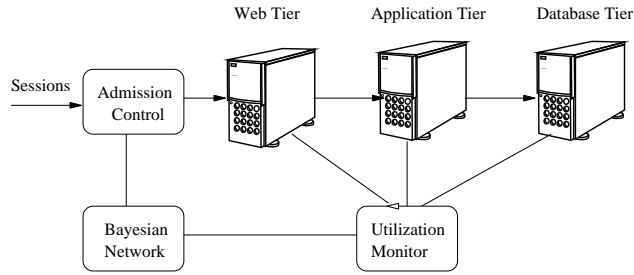 Web Tier
Application Tier
Database Tier
Sessions
Admission
Control
Bayesian
Network
Utilization
Monitor